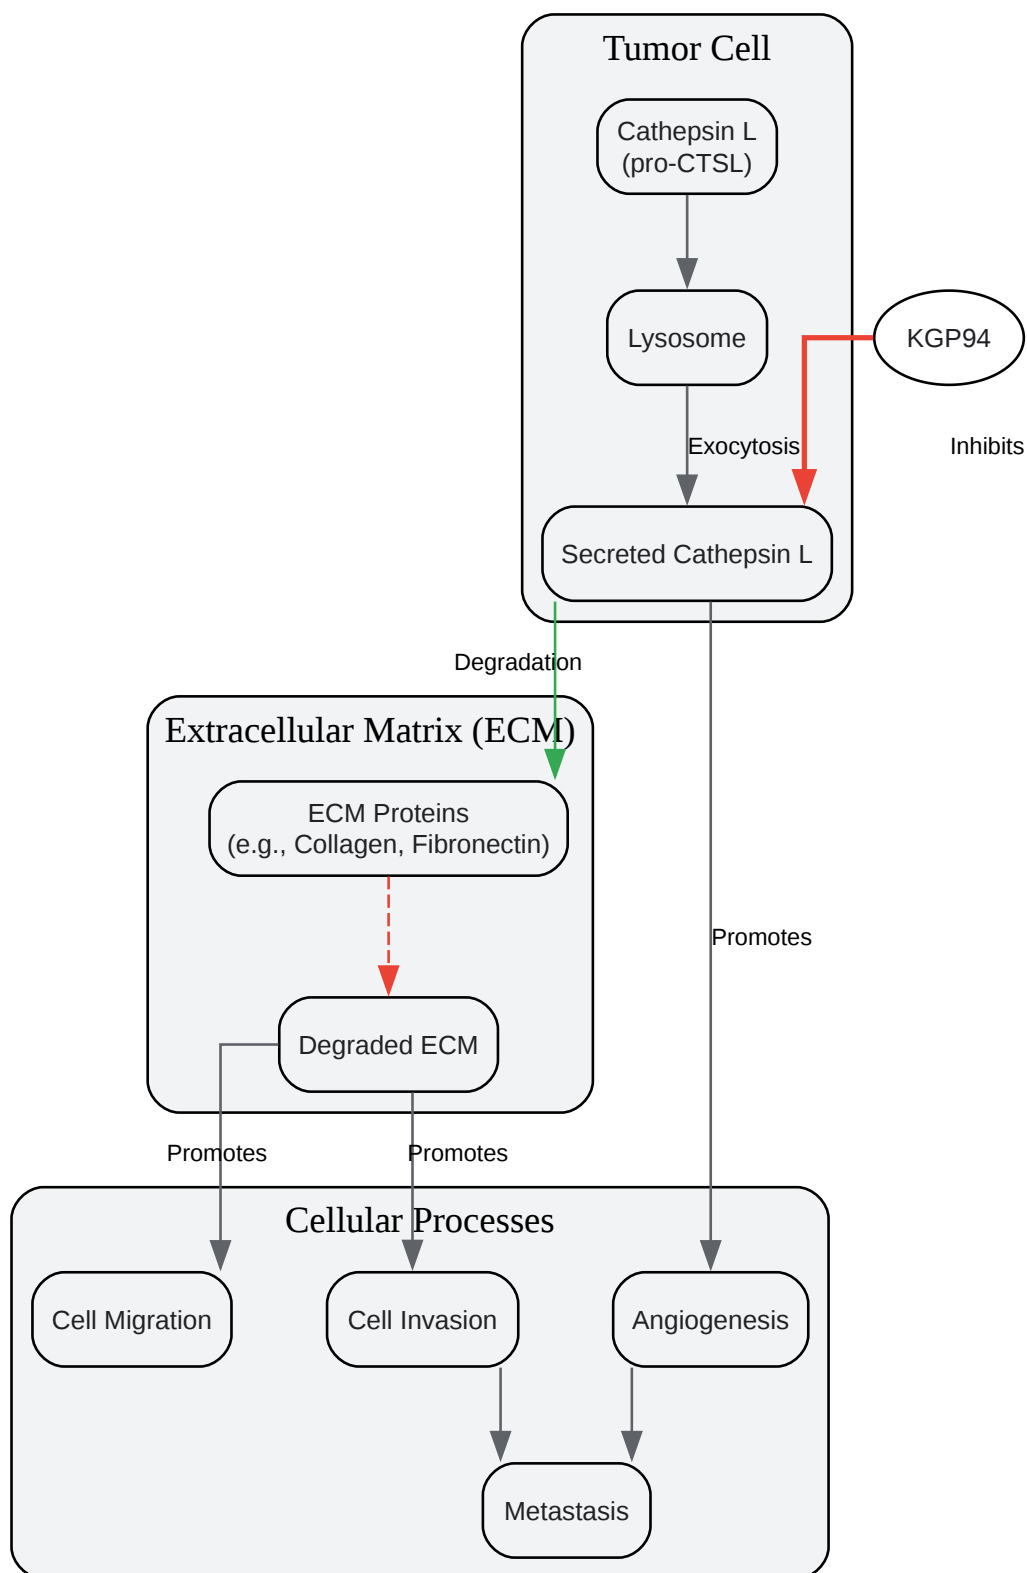 Tumor Cell
Cathepsin L
(pro-CTSL)
Lysosome
KGP94
Exocytosis
Inhibits
Secreted Cathepsin L
Degradation
Extracellular Matrix (ECM)
ECM Proteins
(e.g., Collagen, Fibronectin)
Promotes
Degraded ECM
Promotes
Promotes
Cellular Processes
Cell Migration
Cell Invasion
Angiogenesis
Metastasis